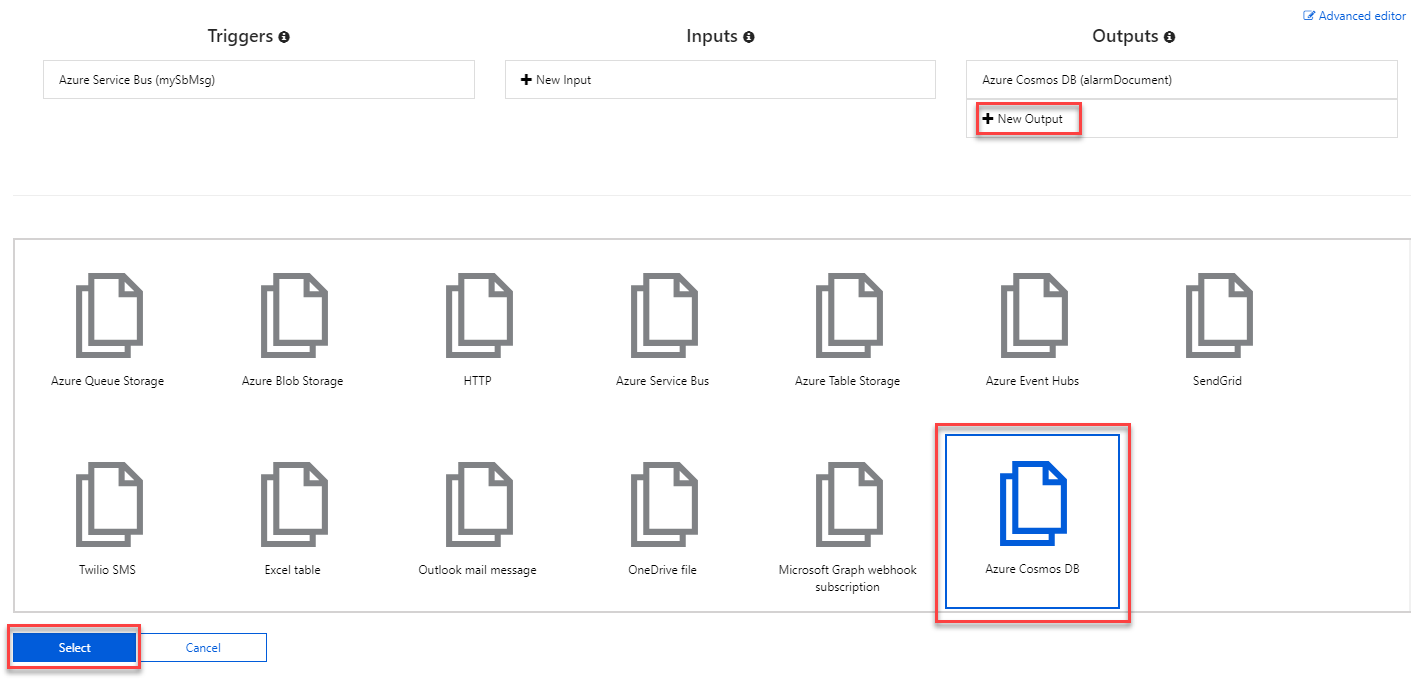 Advanced editor
Triggers
Inputs
Outputs
Azure Service Bus (mySbMsg)
New Input
Azure Cosmos DB (alarmDocument)
New Output
Azure Queue Storage
Azure Blob Storage
HTTP
Azure Service Bus
Azure Table Storage
Azure Event Hubs
SendGrid
Twilio SMS
Excel table
Outlook mail message
OneDrive file
Microsoft Graph webhook
subscription
Azure Cosmos DB
Select
Cancel